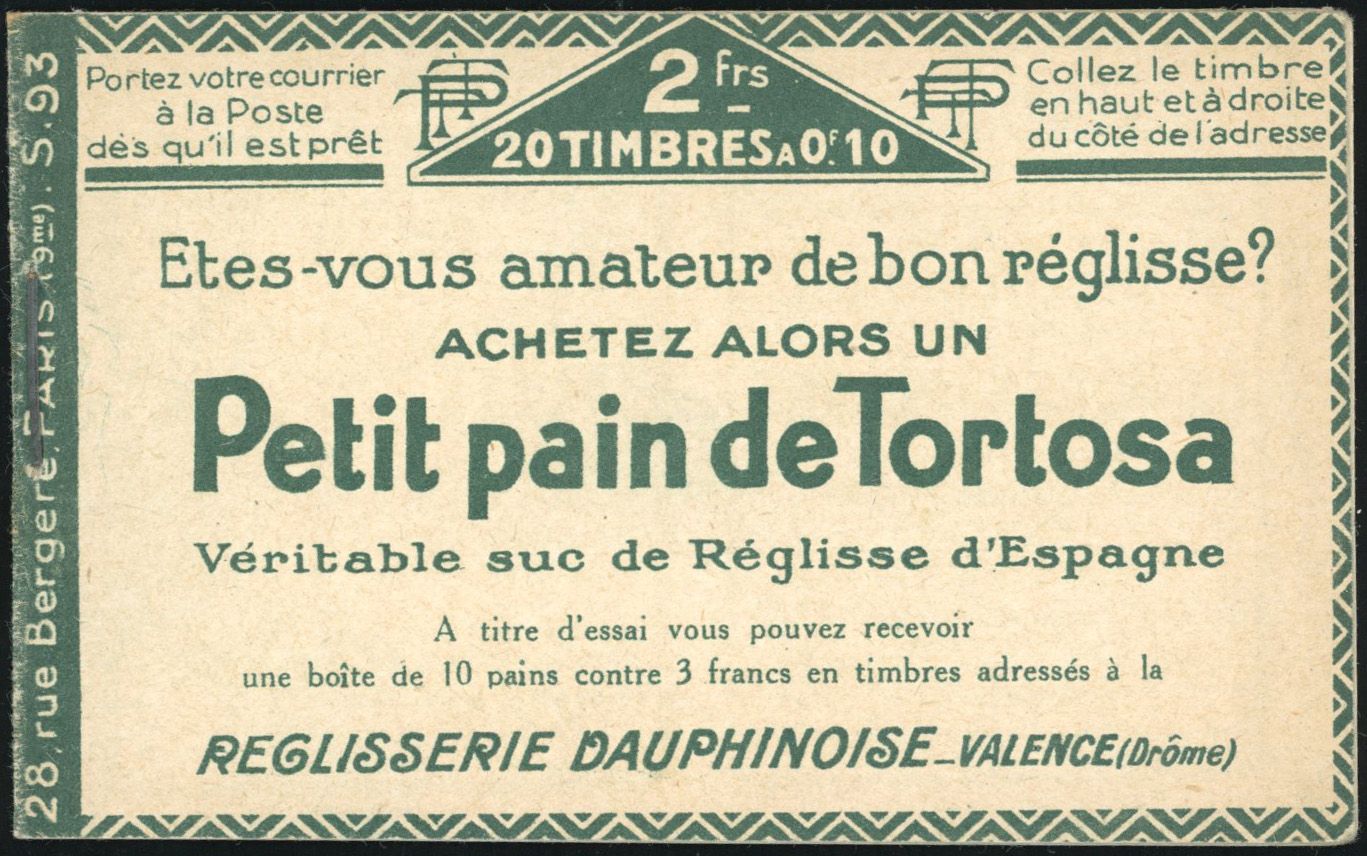 Portez votre courrier
à la Poste
dès qu'il est prêt
PTT
2 frs
20 TIMBRES A 0F.10
PTT
Collez le timbre
en haut et à droite
du côté de l'adresse
Etes-vous amateur de bon réglisse?
ACHETEZ ALORS UN
Petit pain de Tortosa
Véritable suc de Réglisse d'Espagne
A titre d'essai vous pouvez recevoir
une boîte de 10 pains contre 3 francs en timbres adressés à la
REGLISSERIE DAUPHINOISE_VALENCE (Drôme)
28, rue Bergère, PARIS (9me). S. 93